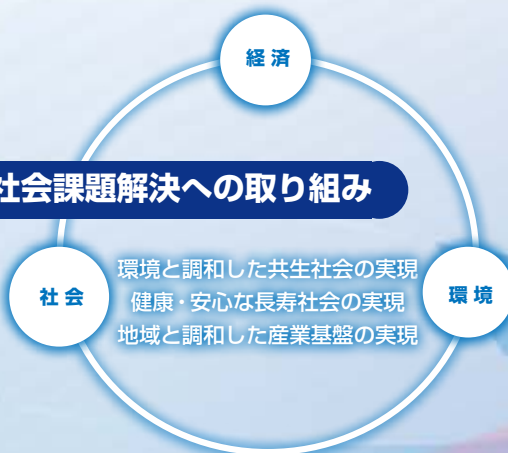 経済
社会課題解決への取り組み
環境と調和した共生社会の実現
社会
健康・安心な長寿社会の実現
環境
地域と調和した産業基盤の実現